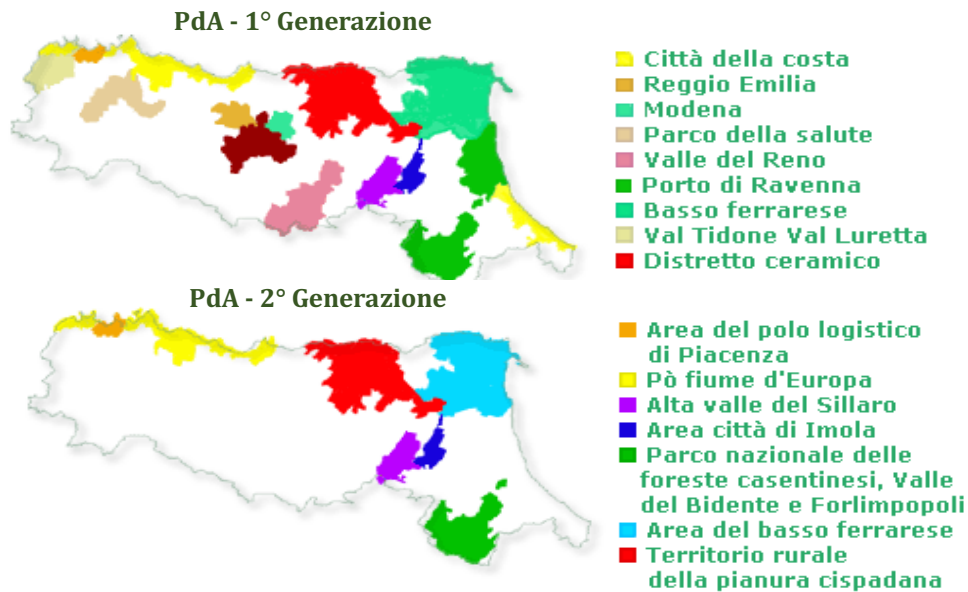 PdA - 1° Generazione
Città della costa
Reggio Emilia
Modena
Parco della salute
Valle del Reno
Porto di Ravenna
Basso ferrarese
Val Tidone Val Luretta
Distretto ceramico
PdA - 2° Generazione
Area del polo logistico
di Piacenza
Pò fiume d'Europa
Alta valle del Sillaro
Area città di Imola
Parco nazionale delle
foreste casentinesi, Valle
del Bidente e Forlimpopoli
Area del basso ferrarese
Territorio rurale
della pianura cispadana